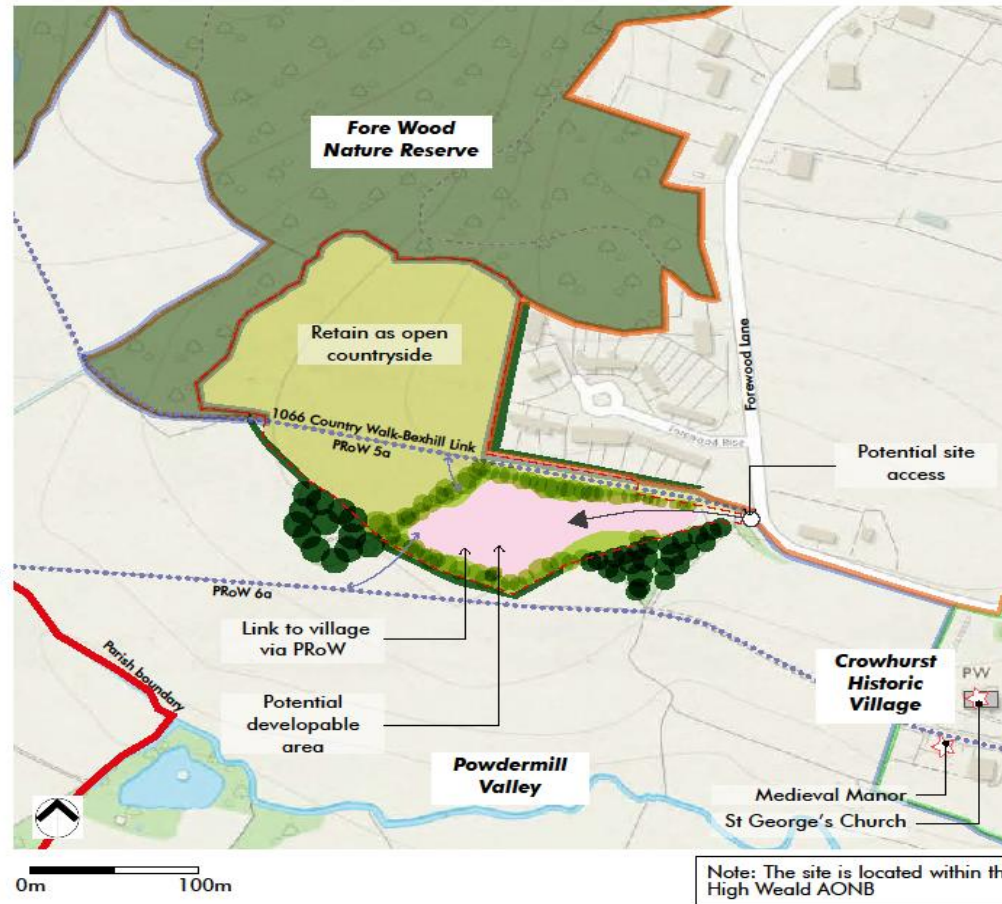 Fore Wood
Nature Reserve
Retain as open
countryside
Forewood Lane
1066 Country Walk-Bexhill Link
PRoW 5a
Forewood Rise
Potential site
access
PRoW 6a
Link to village
via PRoW
Parish boundary
Crowhurst
Historic
Village
PW
Potential
developable
area
Powdermill
Valley
Medieval Manor
St George's Church
0m
100m
Note: The site is located within th
High Weald AONB